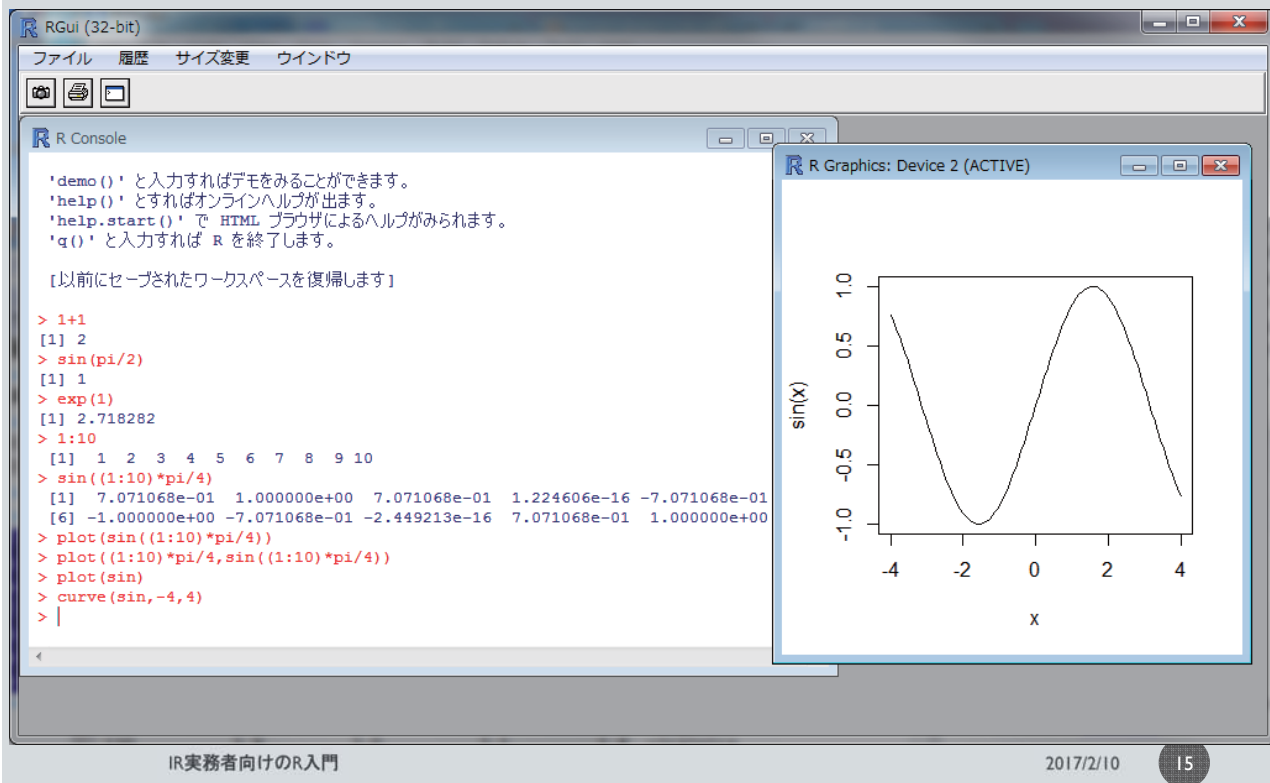 RGui (32-bit)
ファイル 履歴 サイズ変更 ウインドウ
R Console
'demo()' と入力すればデモをみることができます。
'help()' とすればオンラインヘルプが出ます。
'help.start()' で HTML ブラウザによるヘルプがみられます。
'q()' と入力すれば R を終了します。
[以前にセーブされたワークスペースを復帰します]
> 1+1
[1] 2
> sin(pi/2)
[1] 1
> exp(1)
[1] 2.718282
> 1:10
[1] 1 2 3 4 5 6 7 8 9 10
> sin((1:10)*pi/4)
[1] 7.071068e-01 1.000000e+00 7.071068e-01 1.224606e-16 -7.071068e-01
[6] -1.000000e+00 -7.071068e-01 -2.449213e-16 7.071068e-01 1.000000e+00
> plot(sin((1:10)*pi/4))
> plot((1:10)*pi/4,sin((1:10)*pi/4))
> plot(sin)
> curve(sin,-4,4)
>
R Graphics: Device 2 (ACTIVE)
1.0
0.5
0.0
-0.5
-1.0
sin(x)
-4 -2 0 2 4
x
IR実務者向けのR入門
2017/2/10
15